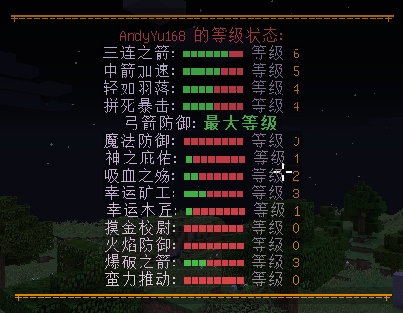 AndyYu168 的等级状态:
三连之箭: 等级 6
中箭加速: 等级 5
轻如羽落: 等级 4
拼死暴击: 等级 4
弓箭防御: 最大等级
魔法防御: 等级 0
神之庇佑: 等级 1
吸血之殇: 等级 2
幸运矿工: 等级 3
幸运木匠: 等级 1
摸金校尉: 等级 0
火焰防御: 等级 0
爆破之箭: 等级 3
蛮力推动: 等级 0